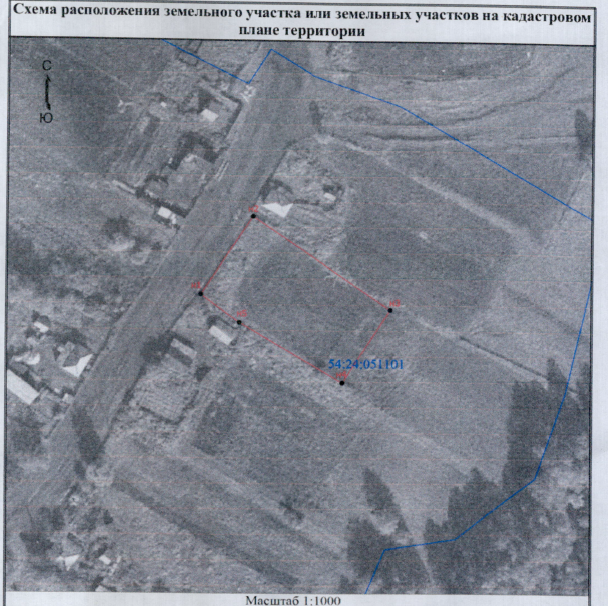 Схема расположения земельного участка или земельных участков на кадастровом
плане территории
С
Ю
54:24:051101
Масштаб 1:1000